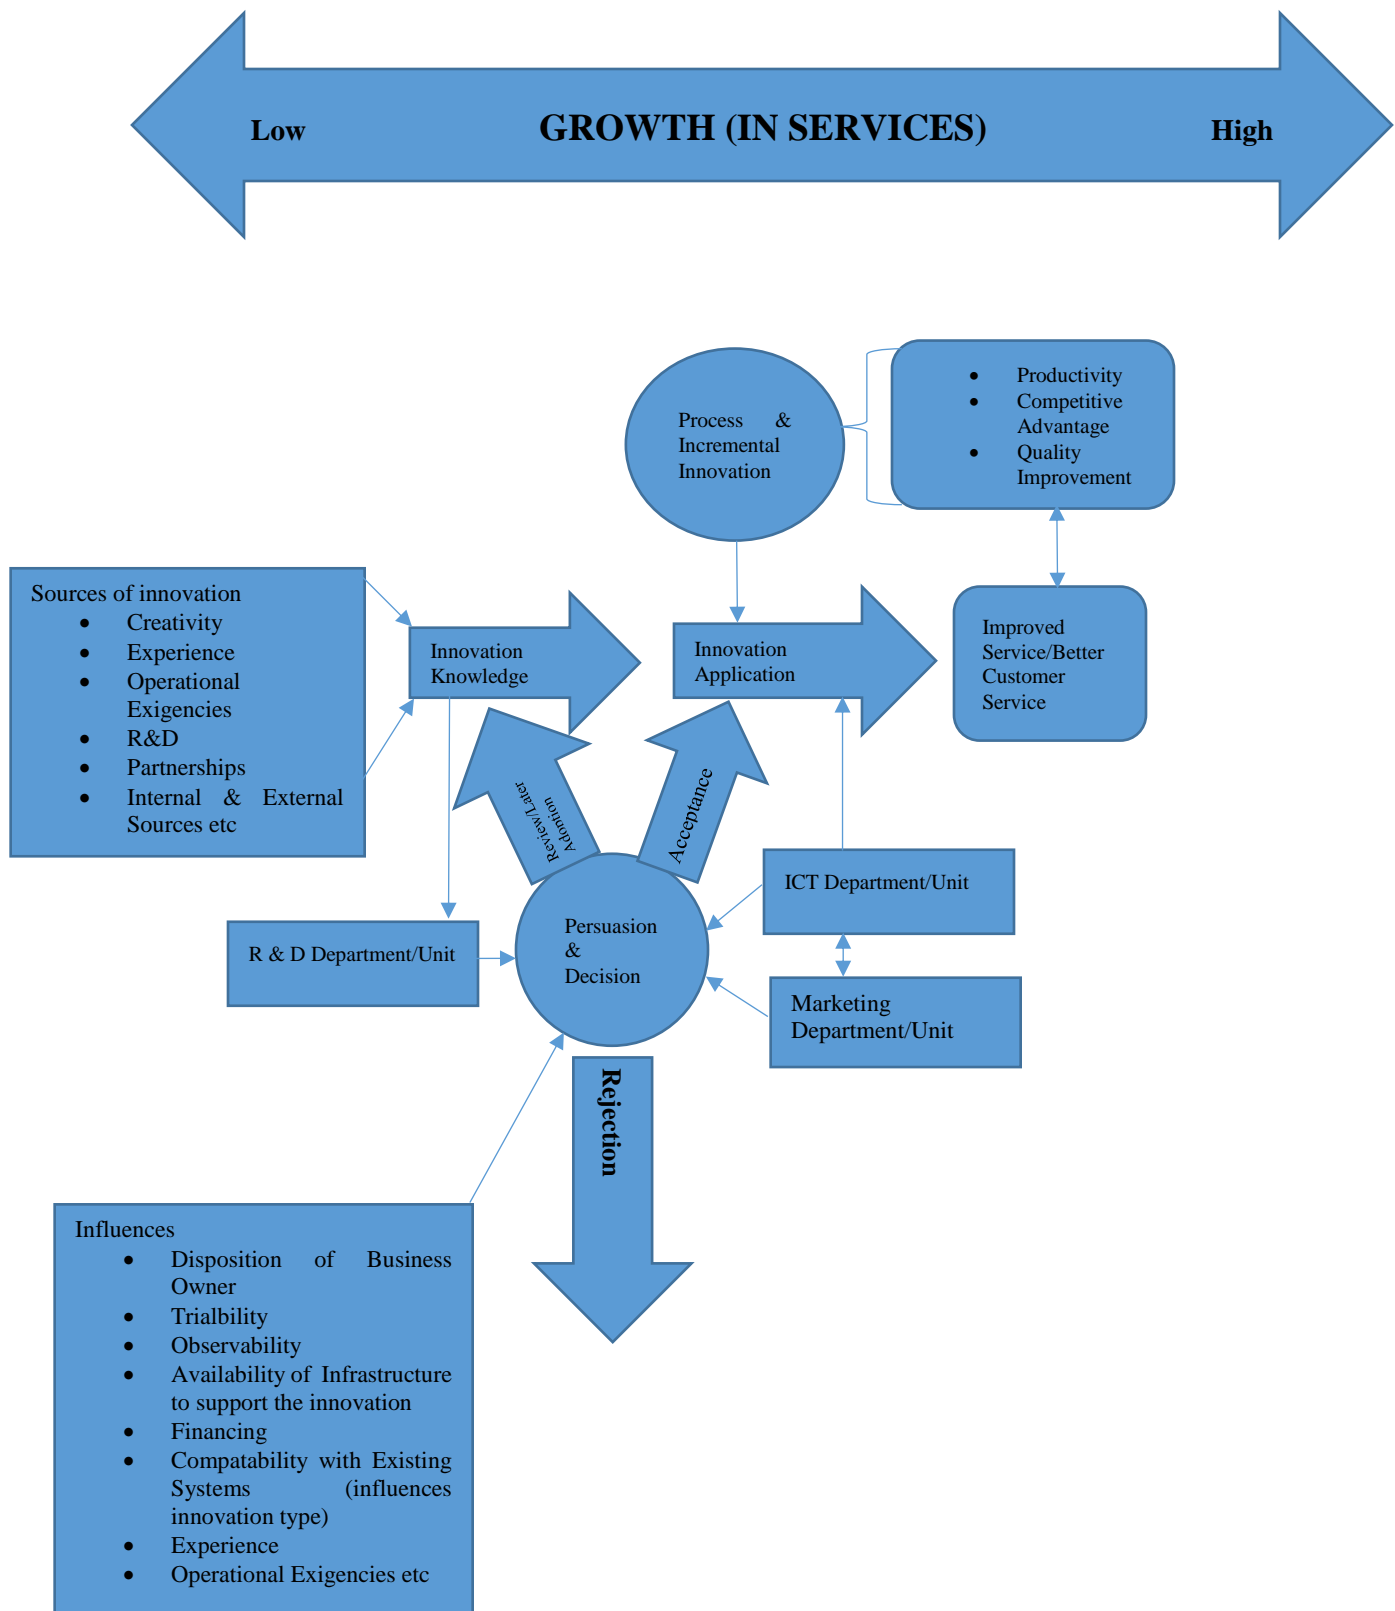 Low GROWTH (IN SERVICES) High
Process &
Incremental
Innovation
• Productivity
• Competitive
Advantage
• Quality
Improvement
Sources of innovation
• Creativity
• Experience
• Operational
Exigencies
• R&D
• Partnerships
• Internal & External
Sources etc
Innovation
Knowledge
Innovation
Application
Improved
Service/Better
Customer
Service
Review/Later
Adoption
Acceptance
ICT Department/Unit
R & D Department/Unit
Persuasion
&
Decision
Marketing
Department/Unit
Rejection
Influences
• Disposition of Business
Owner
• Trialbility
• Observability
• Availability of Infrastructure
to support the innovation
• Financing
• Compatability with Existing
Systems (influences
innovation type)
• Experience
• Operational Exigencies etc